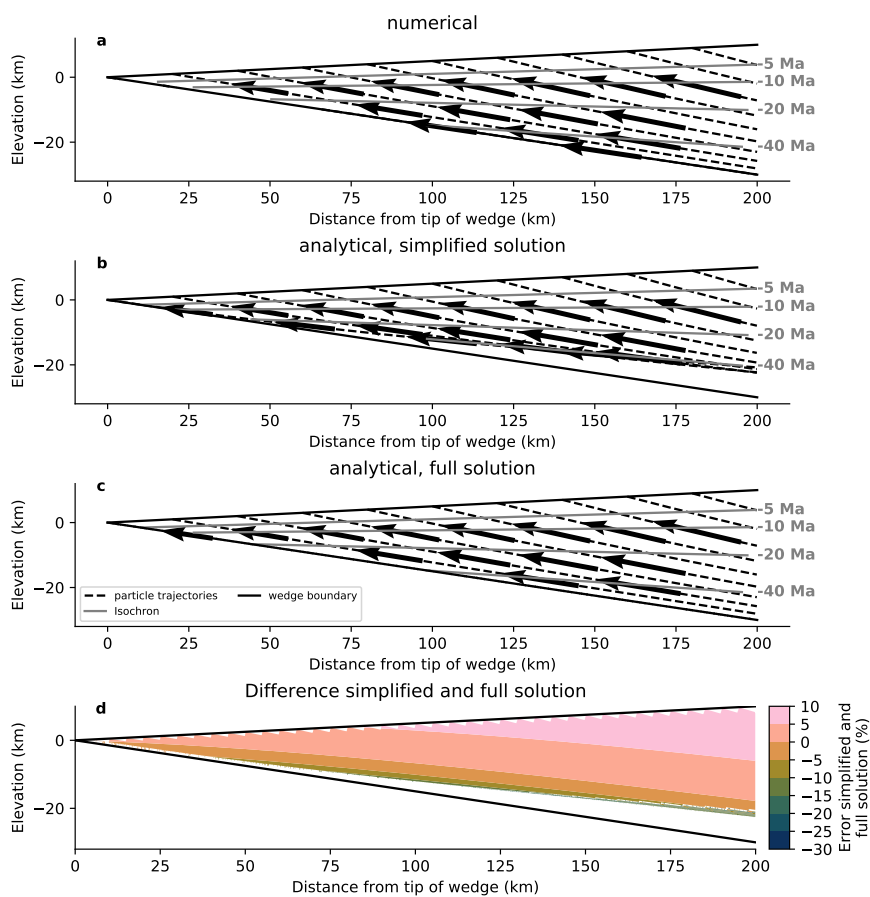 numerical
a
Elevation (km)
0
−20
-5 Ma
-10 Ma
-20 Ma
-40 Ma
0 25 50 75 100 125 150 175 200
Distance from tip of wedge (km)
analytical, simplified solution
b
Elevation (km)
0
−20
-5 Ma
-10 Ma
-20 Ma
-40 Ma
0 25 50 75 100 125 150 175 200
Distance from tip of wedge (km)
analytical, full solution
c
Elevation (km)
0
−20
-5 Ma
-10 Ma
-20 Ma
-40 Ma
particle trajectories
Isochron
wedge boundary
0 25 50 75 100 125 150 175 200
Distance from tip of wedge (km)
Difference simplified and full solution
d
Elevation (km)
0
−20
0 25 50 75 100 125 150 175 200
Distance from tip of wedge (km)
10
5
0
−5
−10
−15
−20
−25
−30
Error simplified and
full solution (%)